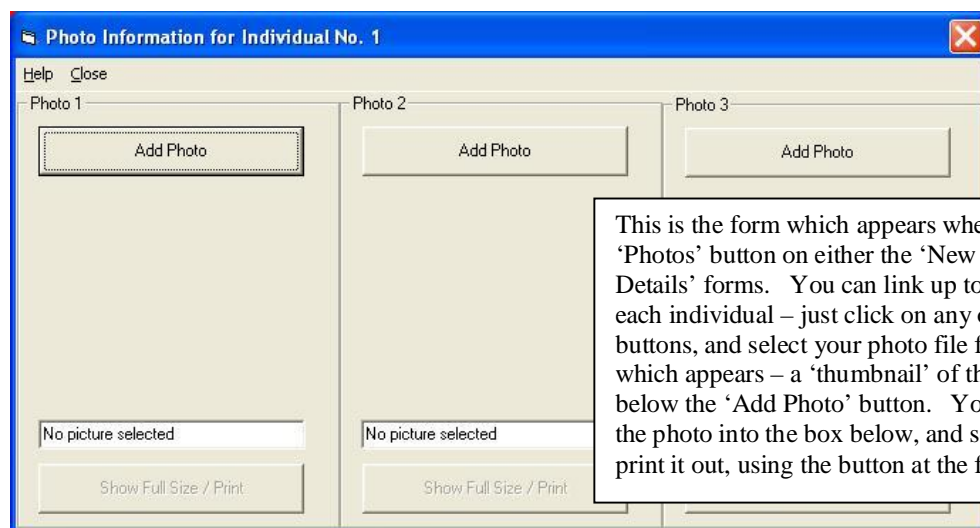 Photo Information for Individual No. 1
Help Close
Photo 1 Photo 2 Photo 3
Add Photo Add Photo Add Photo
This is the form which appears
‘Photos’ button on either the ‘New
Details’ forms. You can link up to
each individual – just click on any
buttons, and select your photo file
which appears – a ‘thumbnail’ of
below the ‘Add Photo’ button.
the photo into the box below, and
print it out, using the button at the
No picture selected No picture selected
Show Full Size / Print Show Full Size / Print